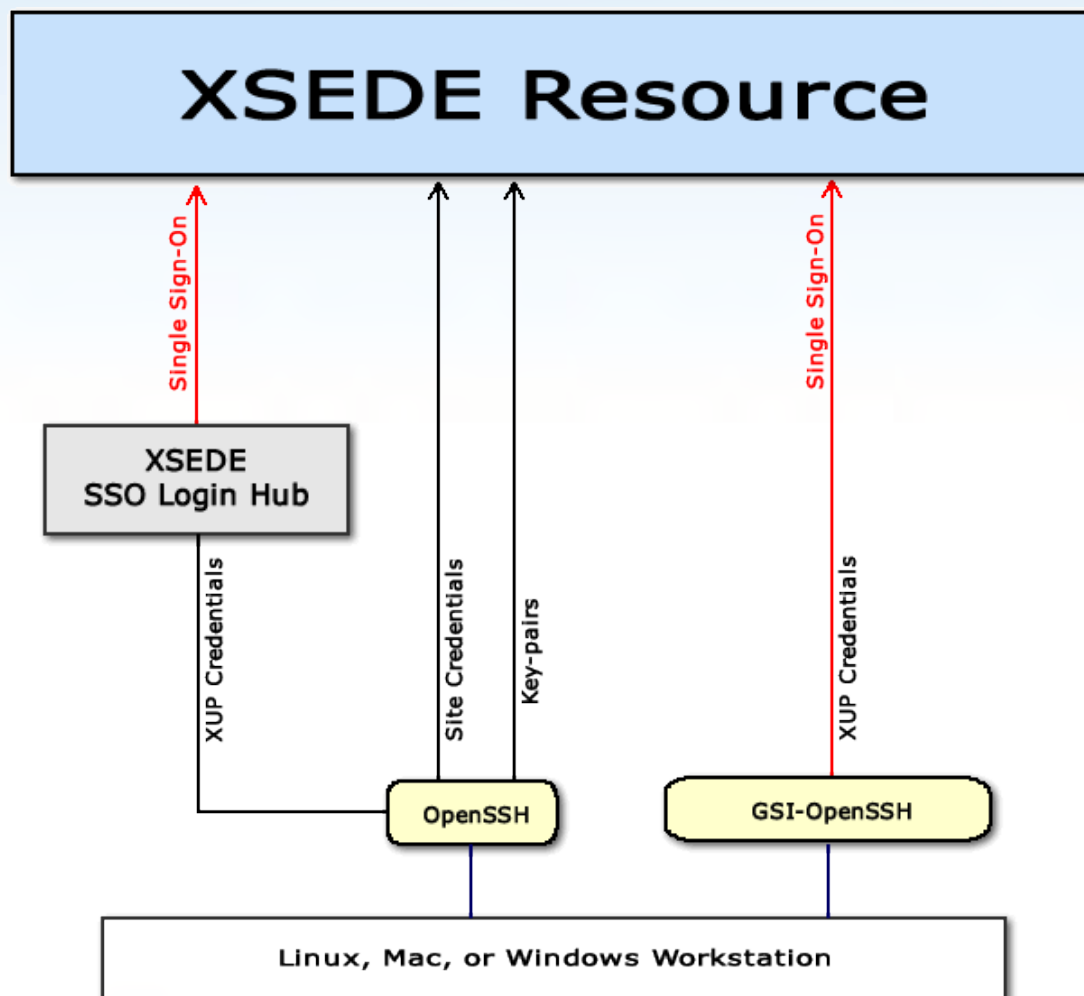 XSEDE Resource
Single Sign-On
Single Sign-On
XSEDE
SSO Login Hub
XUP Credentials
Site Credentials
Key-pairs
XUP Credentials
OpenSSH
GSI-OpenSSH
Linux, Mac, or Windows Workstation